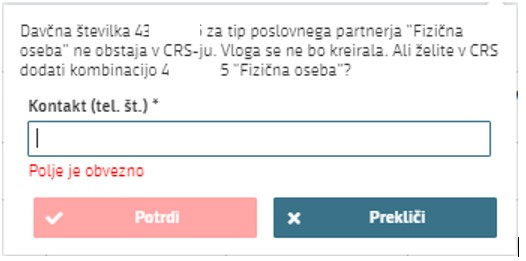 Davčna številka 43 5 za tip poslovnega partnerja "Fizična
oseba" ne obstaja v CRS-ju. Vloga se ne bo kreirala. Ali želite v CRS
dodati kombinacijo 4 5 "Fizična oseba"?
Kontakt (tel. št.) *
Polje je obvezno
Potrdi
Prekliči